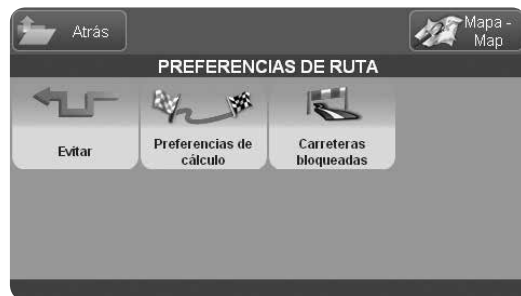 Atrás
Mapa -
Map
PREFERENCIAS DE RUTA
Evitar
Preferencias de
cálculo
Carreteras
bloqueadas